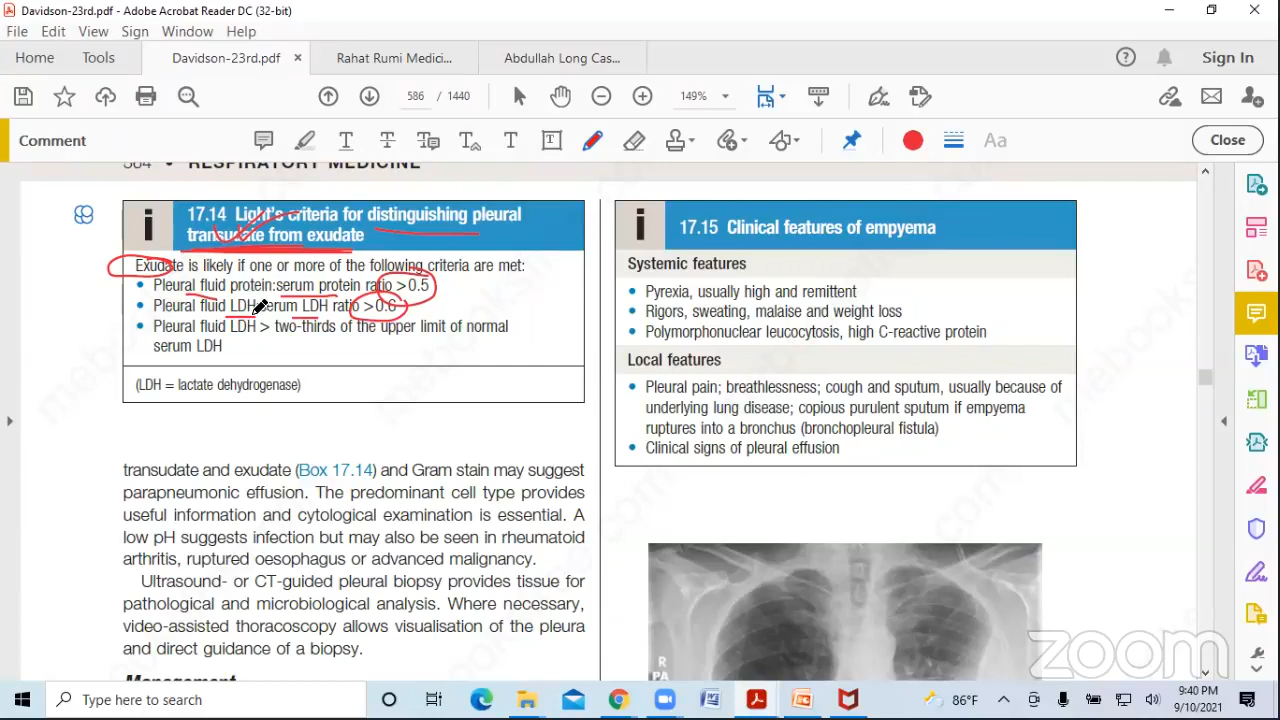 Davidson-23rd.pdf - Adobe Acrobat Reader DC (32-bit)
File Edit View Sign Window Help
Home Tools Davidson-23rd.pdf × Rahat Rumi Medici... Abdullah Long Cas... Sign In
586 / 1440 149%
Comment Close
564 • RESPIRATORY MEDICINE
i 17.14 Light's criteria for distinguishing pleural
transudate from exudate
Exudate is likely if one or more of the following criteria are met:
• Pleural fluid protein:serum protein ratio >0.5
• Pleural fluid LDH:serum LDH ratio >0.6
• Pleural fluid LDH > two-thirds of the upper limit of normal
serum LDH
(LDH = lactate dehydrogenase)
transudate and exudate (Box 17.14) and Gram stain may suggest
parapneumonic effusion. The predominant cell type provides
useful information and cytological examination is essential. A
low pH suggests infection but may also be seen in rheumatoid
arthritis, ruptured oesophagus or advanced malignancy.
Ultrasound- or CT-guided pleural biopsy provides tissue for
pathological and microbiological analysis. Where necessary,
video-assisted thoracoscopy allows visualisation of the pleura
and direct guidance of a biopsy.
Management
i 17.15 Clinical features of empyema
Systemic features
• Pyrexia, usually high and remittent
• Rigors, sweating, malaise and weight loss
• Polymorphonuclear leucocytosis, high C-reactive protein
Local features
• Pleural pain; breathlessness; cough and sputum, usually because of
underlying lung disease; copious purulent sputum if empyema
ruptures into a bronchus (bronchopleural fistula)
• Clinical signs of pleural effusion
R
PA
zoom
Type here to search
86°F
9:40 PM
9/10/2021